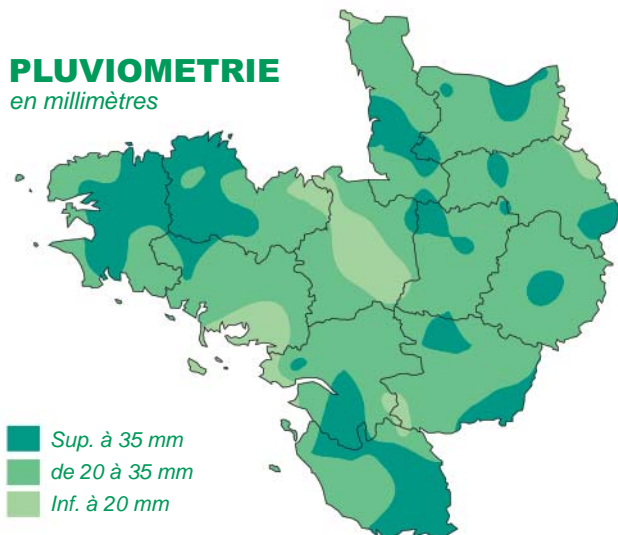 PLUVIOMETRIE
en millimètres
Sup. à 35 mm
de 20 à 35 mm
Inf. à 20 mm